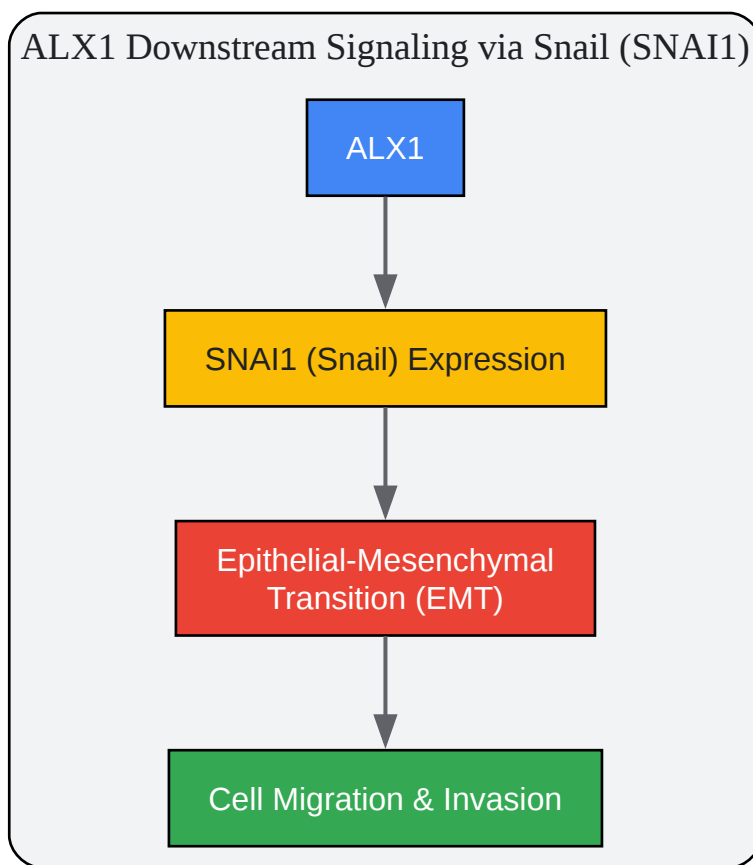 ALX1 Downstream Signaling via Snail (SNAI1)
ALX1
SNAI1 (Snail) Expression
Epithelial-Mesenchymal
Transition (EMT)
Cell Migration & Invasion